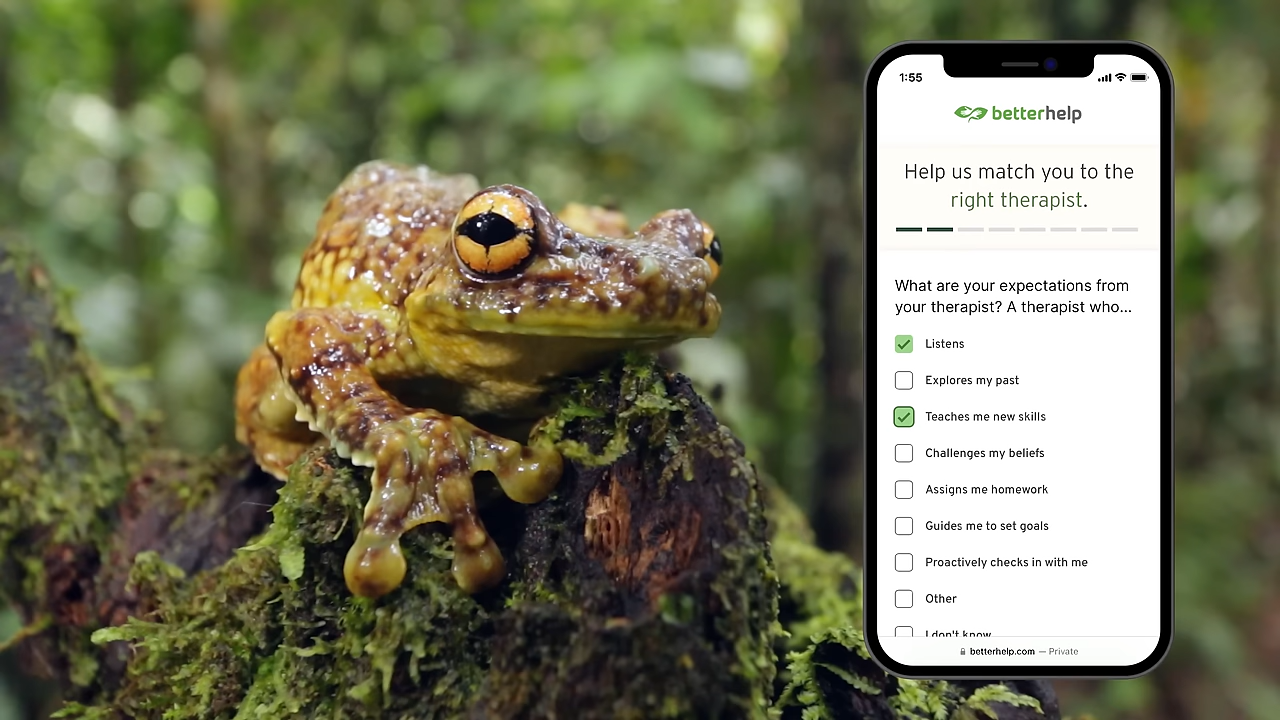 1:55
betterhelp
Help us match you to the
right therapist.
What are your expectations from
your therapist? A therapist who...
Listens
Explores my past
Teaches me new skills
Challenges my beliefs
Assigns me homework
Guides me to set goals
Proactively checks in with me
Other
I don't know
betterhelp.com — Private